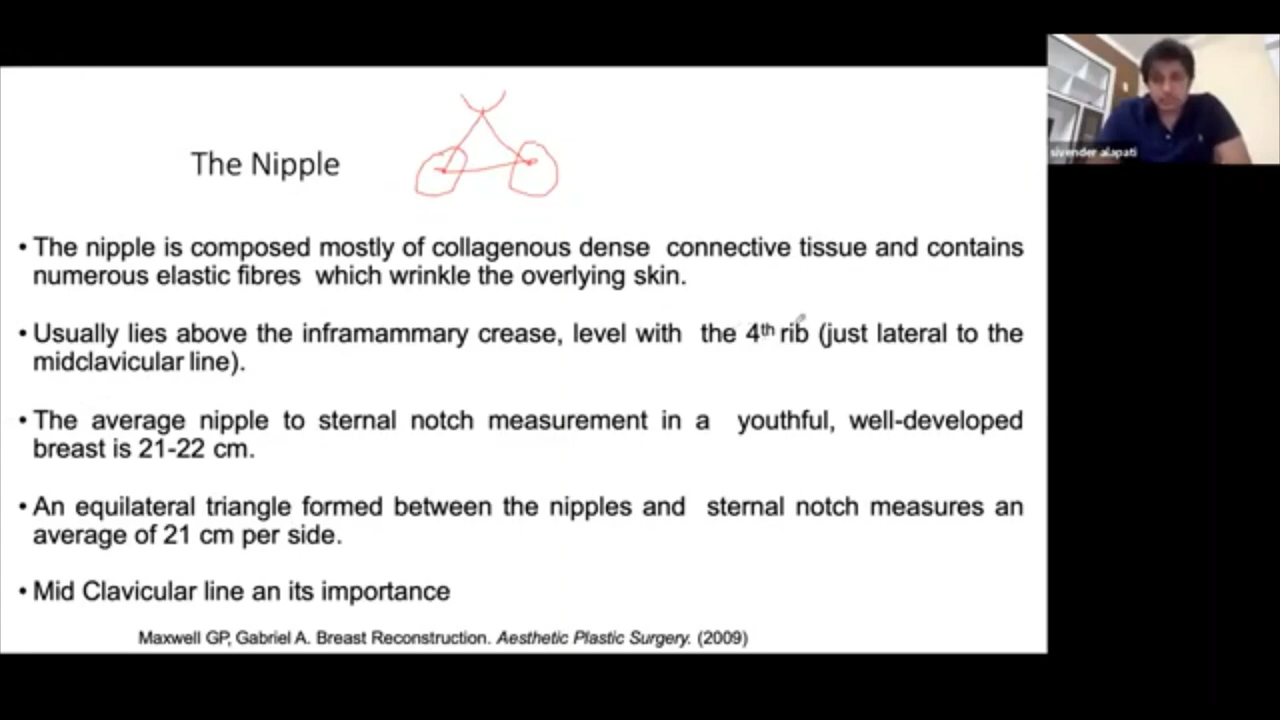 sivender alapati
The Nipple
• The nipple is composed mostly of collagenous dense connective tissue and contains
numerous elastic fibres which wrinkle the overlying skin.
• Usually lies above the inframammary crease, level with the 4th rib (just lateral to the
midclavicular line).
• The average nipple to sternal notch measurement in a youthful, well-developed
breast is 21-22 cm.
• An equilateral triangle formed between the nipples and sternal notch measures an
average of 21 cm per side.
• Mid Clavicular line an its importance
Maxwell GP, Gabriel A. Breast Reconstruction. Aesthetic Plastic Surgery. (2009)